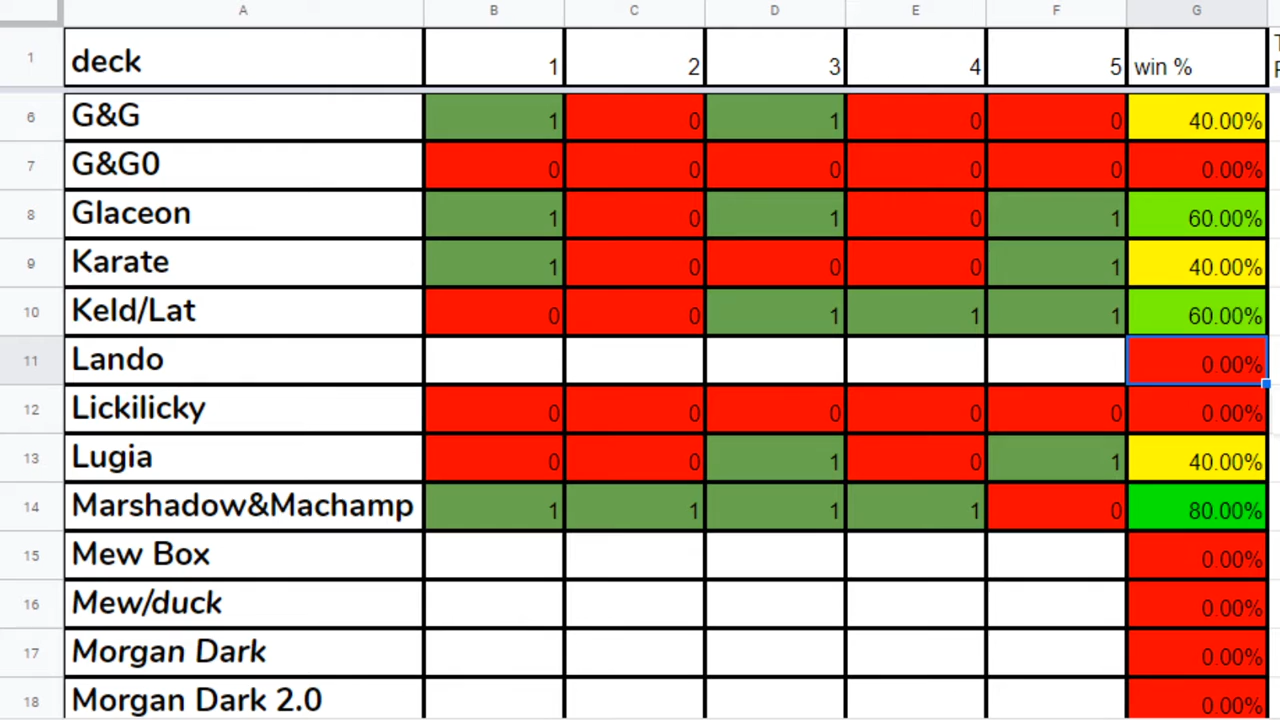 A B C D E F G
1 deck 1 2 3 4 5 win %
6 G&G 1 0 1 0 0 40.00%
7 G&G0 0 0 0 0 0 0.00%
8 Glaceon 1 0 1 0 1 60.00%
9 Karate 1 0 0 0 1 40.00%
10 Keld/Lat 0 0 1 1 1 60.00%
11 Lando 0.00%
12 Lickilicky 0 0 0 0 0 0.00%
13 Lugia 0 0 1 0 1 40.00%
14 Marshadow&Machamp 1 1 1 1 0 80.00%
15 Mew Box 0.00%
16 Mew/duck 0.00%
17 Morgan Dark 0.00%
18 Morgan Dark 2.0 0.00%